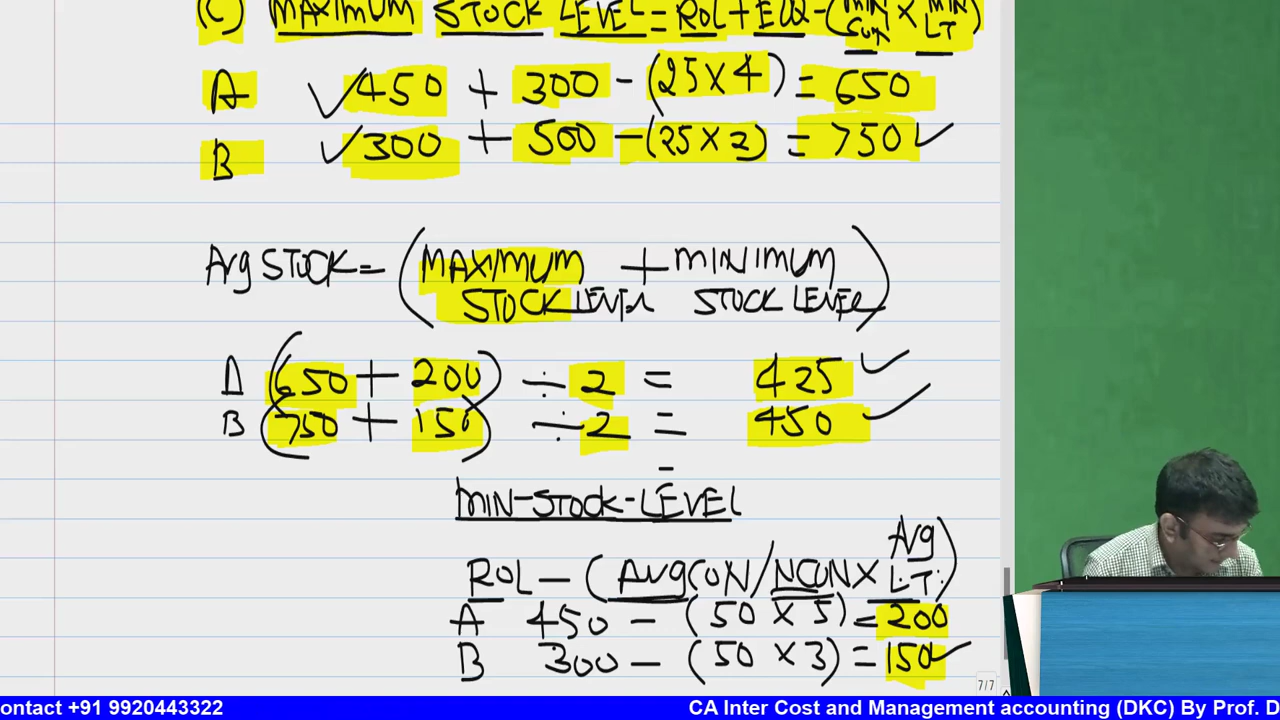 (C) MAXIMUM STOCK LEVEL = ROL + EOQ - (MIN CON X MIN LT)
A 450 + 300 - (25 X 4) = 650
B 300 + 500 - (25 X 2) = 750
Avg STOCK = (MAXIMUM STOCK LEVEL + MINIMUM STOCK LEVEL)
A (650 + 200) ÷ 2 = 425
B (750 + 150) ÷ 2 = 450
MIN-STOCK-LEVEL
ROL - (AVG CON / NCON X Avg L.T.)
A 450 - (50 X 5) = 200
B 300 - (50 X 3) = 150
7/7
ontact +91 9920443322 CA Inter Cost and Management accounting (DKC) By Prof. D